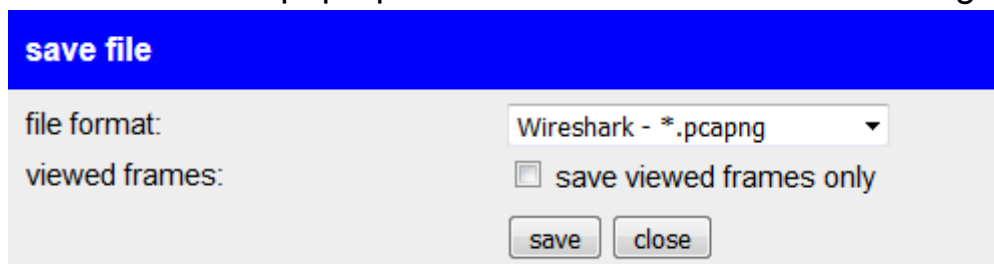 save file
file format: Wireshark - *.pcapng
viewed frames: save viewed frames only
save close